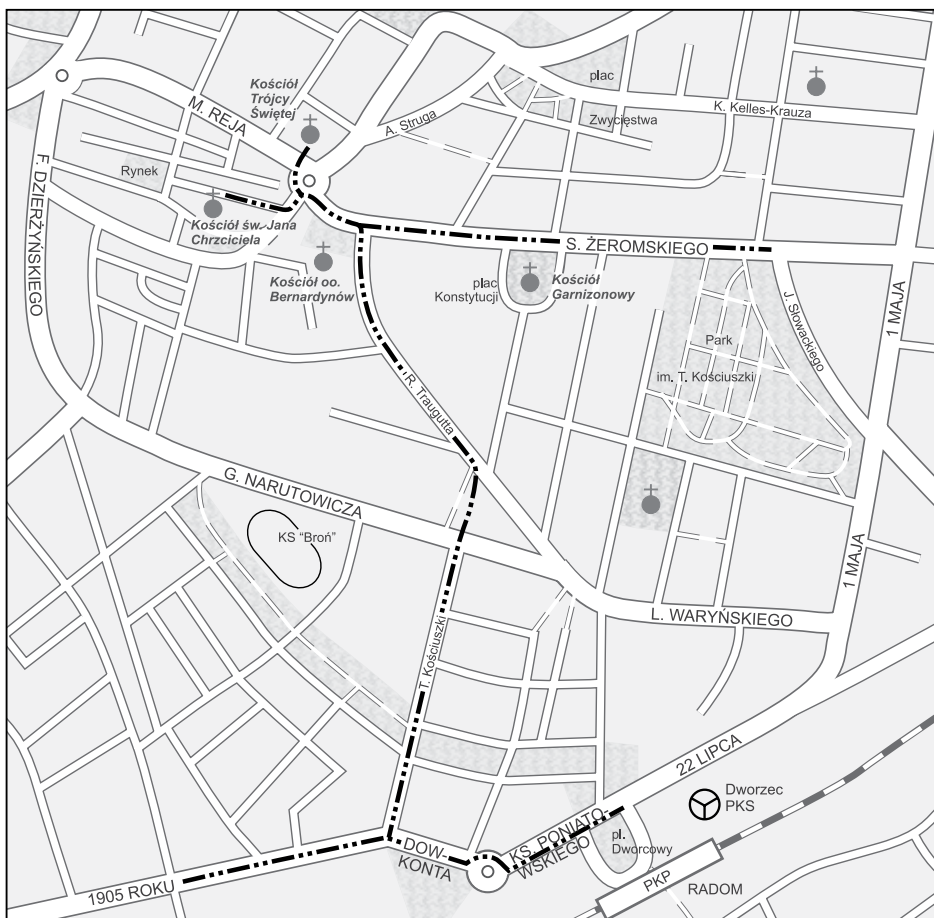 Kościół
Trójcy
Świętej
plac
Zwycięstwa
K. Kelles-Krauza
M. REJA
A. Struga
Rynek
Kościół św. Jana
Chrzciciela
Kościół oo.
Bernardynów
S. ŻEROMSKIEGO
plac
Konstytucji
Kościół
Garnizonowy
F. DZIERŻYŃSKIEGO
J. Słowackiego
1 MAJA
Park
im. T. Kościuszki
R. Traugutta
G. NARUTOWICZA
KS "Broń"
1 MAJA
L. WARYŃSKIEGO
T. Kościuszki
22 LIPCA
Dworzec
PKS
KS. PONIATO-
WSKIEGO
pl.
Dworcowy
DOW-
KONTA
1905 ROKU
PKP
RADOM